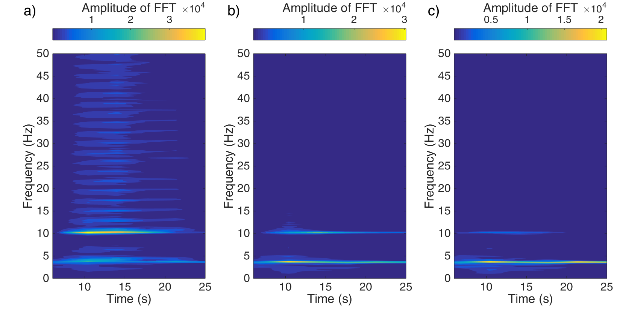 a) Amplitude of FFT ×10⁴
1 2 3
Frequency (Hz)
50
45
40
35
30
25
20
15
10
5
0
10 15 20 25
Time (s)
b) Amplitude of FFT ×10⁴
1 2 3
Frequency (Hz)
50
45
40
35
30
25
20
15
10
5
0
10 15 20 25
Time (s)
c) Amplitude of FFT ×10⁴
0.5 1 1.5 2
Frequency (Hz)
50
45
40
35
30
25
20
15
10
5
0
10 15 20 25
Time (s)